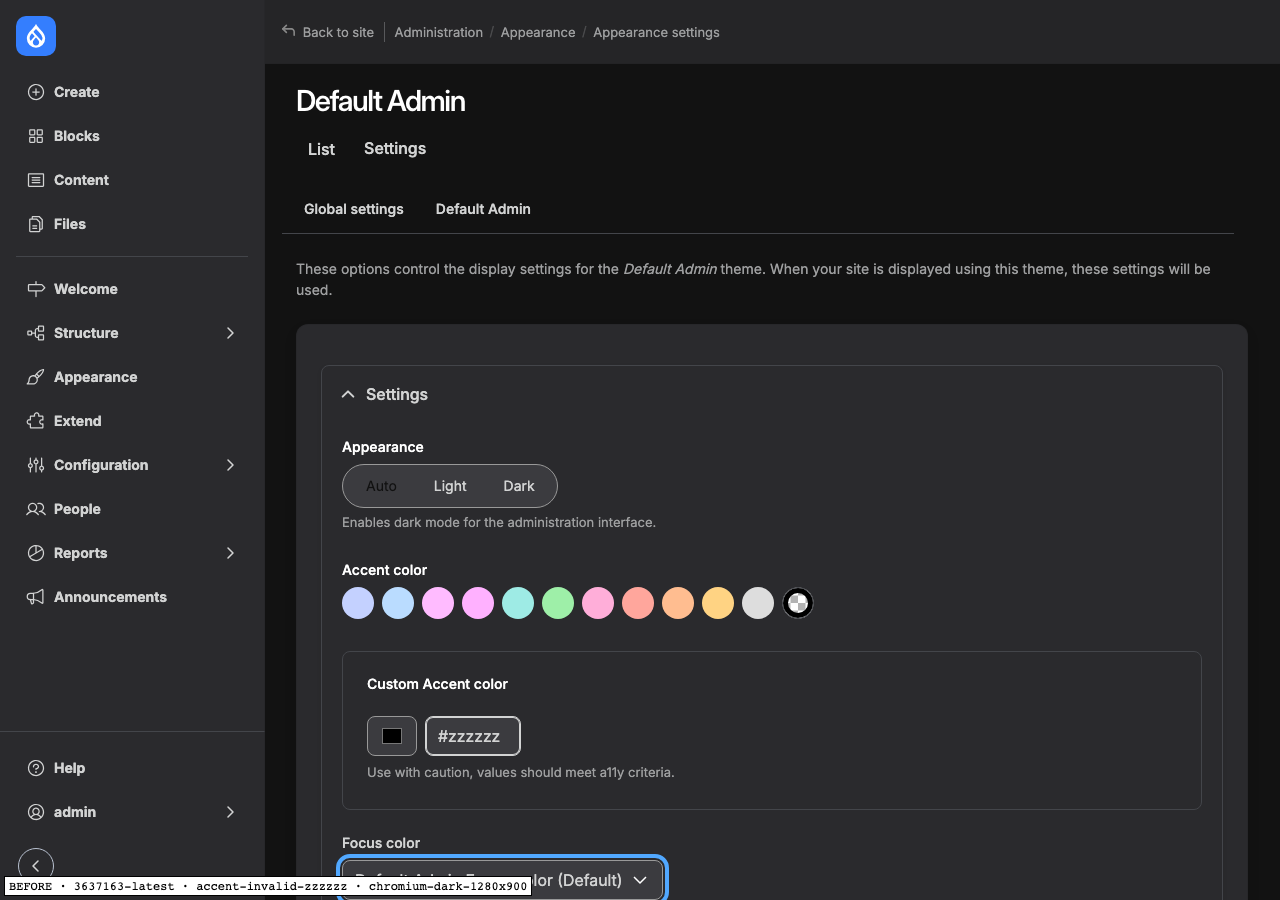 Back to site
Administration / Appearance / Appearance settings
Create
Blocks
Content
Files
Welcome
Structure
Appearance
Extend
Configuration
People
Reports
Announcements
Help
admin
Default Admin
List Settings
Global settings Default Admin
These options control the display settings for the Default Admin theme. When your site is displayed using this theme, these settings will be
used.
Settings
Appearance
Auto Light Dark
Enables dark mode for the administration interface.
Accent color
Custom Accent color
#zzzzzz
Use with caution, values should meet a11y criteria.
Focus color
lor (Default)
BEFORE · 3637163-latest · accent-invalid-zzzzzz · chromium-dark-1280x900